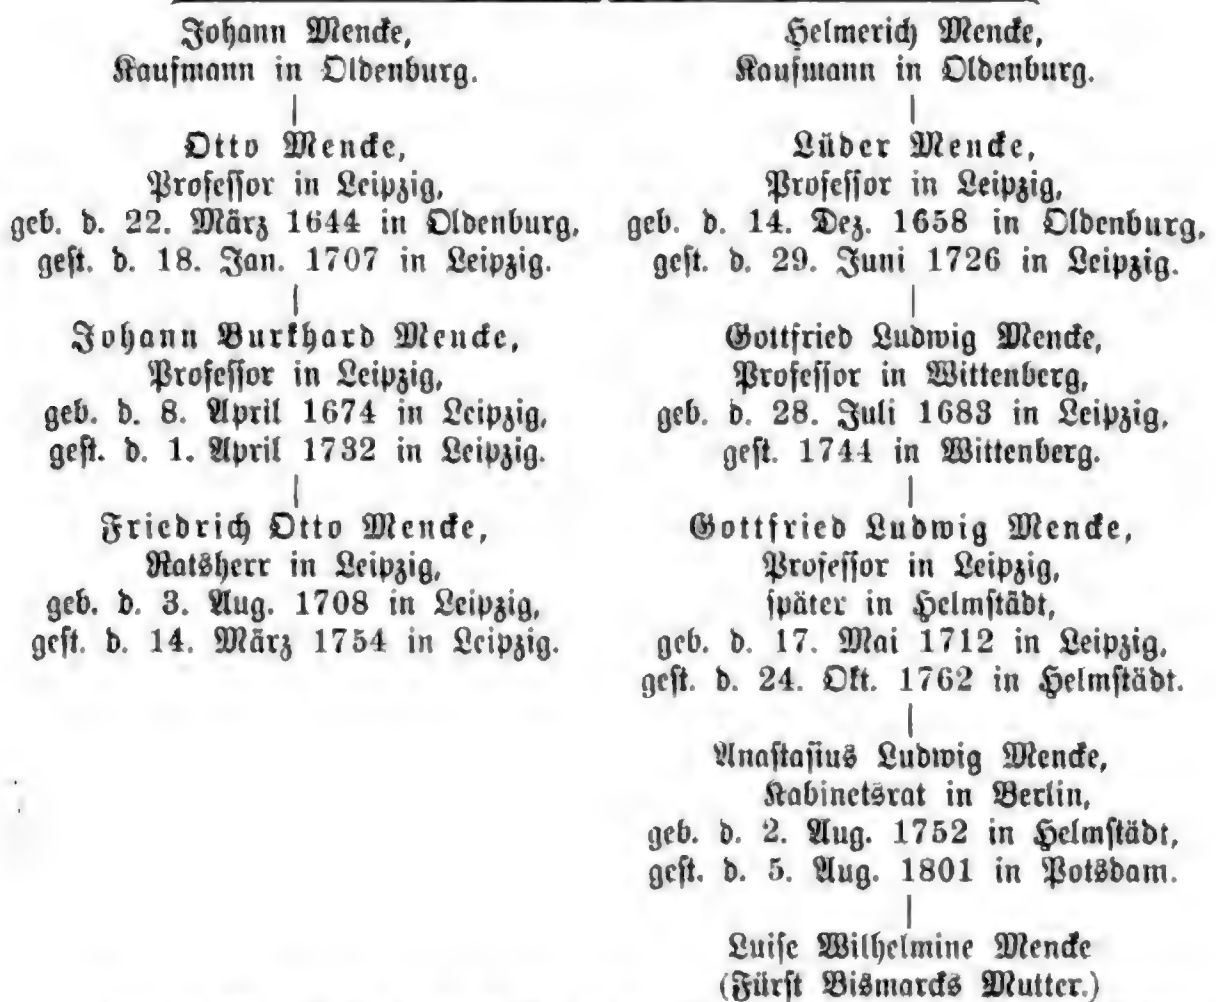 Johann Mencke,
Kaufmann in Oldenburg.
Otto Mencke,
Professor in Leipzig,
geb. d. 22. März 1644 in Oldenburg,
gest. d. 18. Jan. 1707 in Leipzig.
Johann Burkhard Mencke,
Professor in Leipzig,
geb. d. 8. April 1674 in Leipzig,
gest. d. 1. April 1732 in Leipzig.
Friedrich Otto Mencke,
Ratsherr in Leipzig,
geb. d. 3. Aug. 1708 in Leipzig,
gest. d. 14. März 1754 in Leipzig.
Helmerich Mencke,
Kaufmann in Oldenburg.
Lüder Mencke,
Professor in Leipzig,
geb. d. 14. Dez. 1658 in Oldenburg,
gest. d. 29. Juni 1726 in Leipzig.
Gottfried Ludwig Mencke,
Professor in Wittenberg,
geb. d. 28. Juli 1683 in Leipzig,
gest. 1744 in Wittenberg.
Gottfried Ludwig Mencke,
Professor in Leipzig,
später in Helmstädt,
geb. d. 17. Mai 1712 in Leipzig,
gest. d. 24. Okt. 1762 in Helmstädt.
Anastasius Ludwig Mencke,
Kabinetsrat in Berlin,
geb. d. 2. Aug. 1752 in Helmstädt,
gest. d. 5. Aug. 1801 in Potsdam.
Luise Wilhelmine Mencke
(Fürst Bismarcks Mutter.)